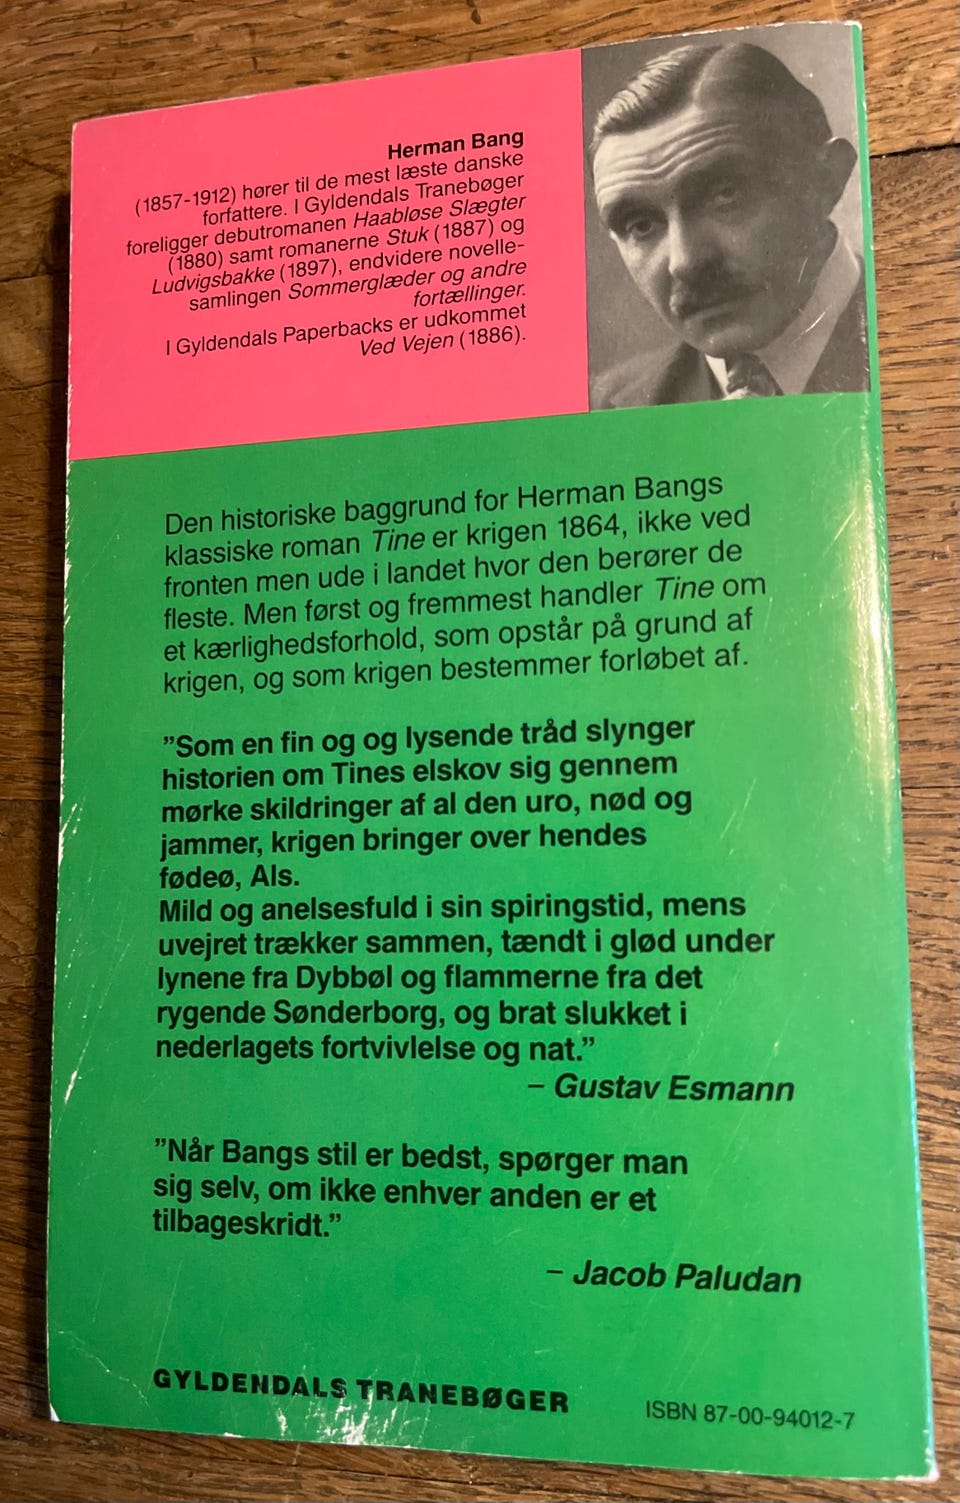 Herman Bang
(1857-1912) hører til de mest læste danske
forfattere. I Gyldendals Tranebøger
foreligger debutromanen Haabløse Slægter
(1880) samt romanerne Stuk (1887) og
Ludvigsbakke (1897), endvidere novelle-
samlingen Sommerglæder og andre
fortællinger.
I Gyldendals Paperbacks er udkommet
Ved Vejen (1886).
Den historiske baggrund for Herman Bangs
klassiske roman Tine er krigen 1864, ikke ved
fronten men ude i landet hvor den berører de
fleste. Men først og fremmest handler Tine om
et kærlighedsforhold, som opstår på grund af
krigen, og som krigen bestemmer forløbet af.
”Som en fin og og lysende tråd slynger
historien om Tines elskov sig gennem
mørke skildringer af al den uro, nød og
jammer, krigen bringer over hendes
fødeø, Als.
Mild og anelsesfuld i sin spiringstid, mens
uvejret trækker sammen, tændt i glød under
lynene fra Dybbøl og flammerne fra det
rygende Sønderborg, og brat slukket i
nederlagets fortvivlelse og nat.”
– Gustav Esmann
”Når Bangs stil er bedst, spørger man
sig selv, om ikke enhver anden er et
tilbageskridt.”
– Jacob Paludan
GYLDENDALS TRANEBØGER
ISBN 87-00-94012-7